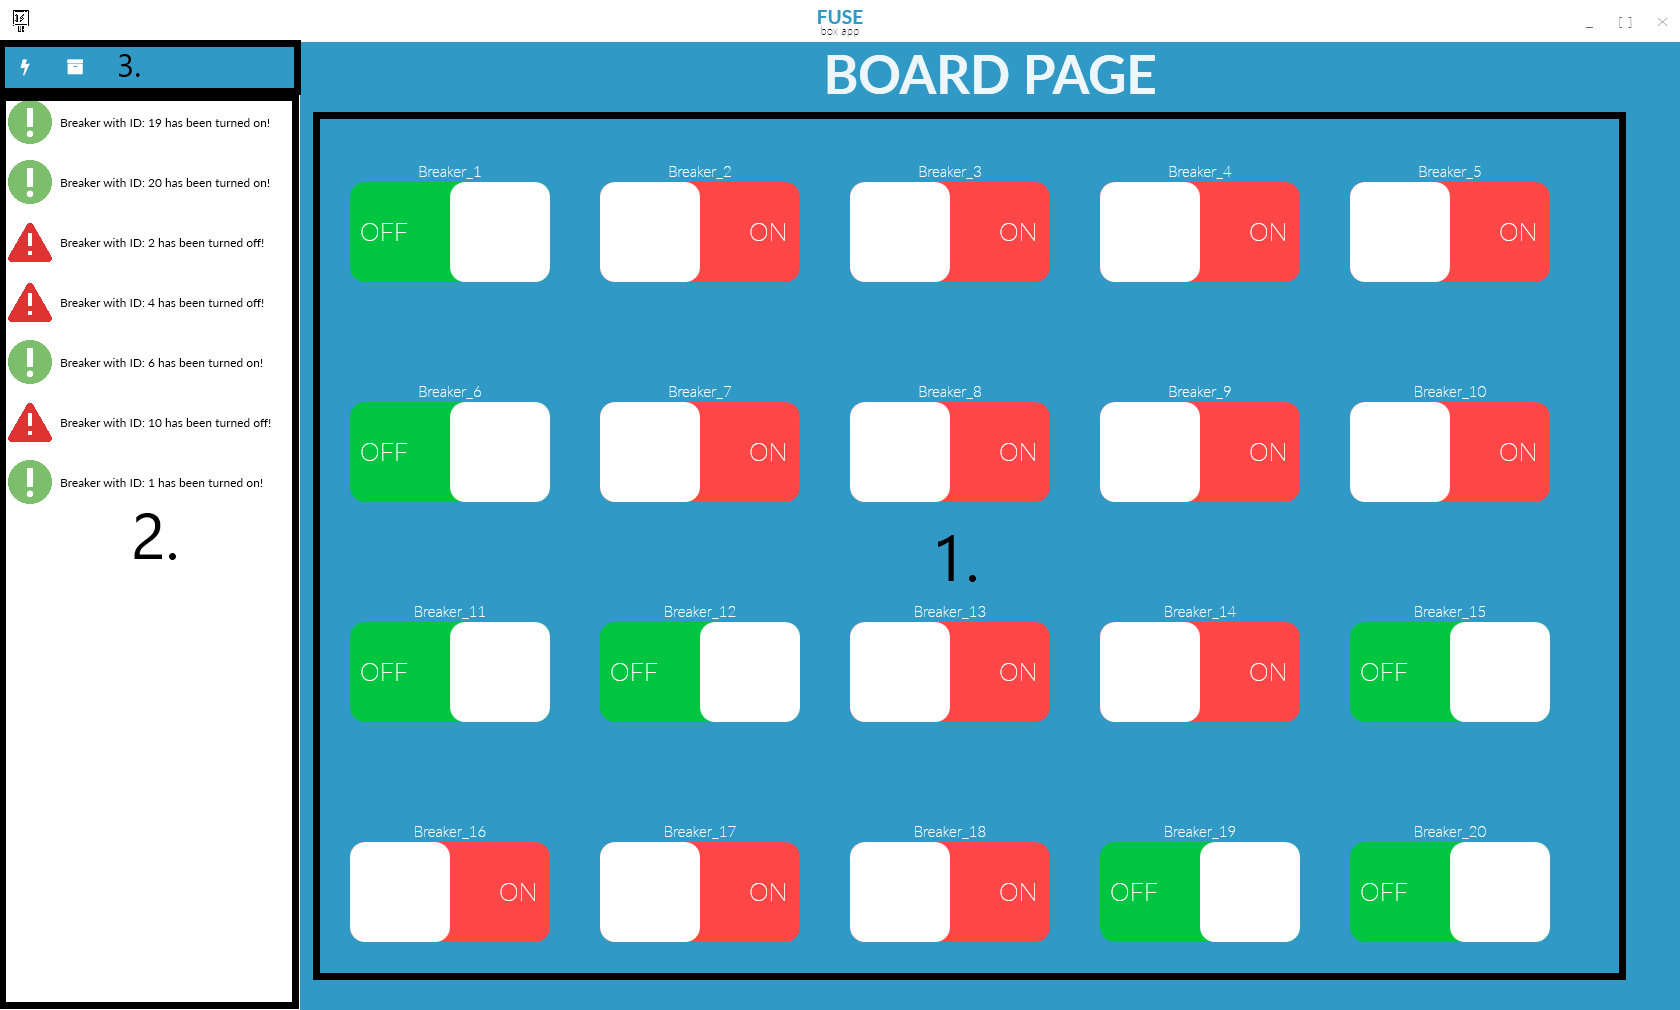 FUSE
box app
3.
BOARD PAGE
Breaker with ID: 19 has been turned on!
Breaker with ID: 20 has been turned on!
Breaker with ID: 2 has been turned off!
Breaker with ID: 4 has been turned off!
Breaker with ID: 6 has been turned on!
Breaker with ID: 10 has been turned off!
Breaker with ID: 1 has been turned on!
2.
Breaker_1 Breaker_2 Breaker_3 Breaker_4 Breaker_5
OFF ON ON ON ON
Breaker_6 Breaker_7 Breaker_8 Breaker_9 Breaker_10
OFF ON ON ON ON
1.
Breaker_11 Breaker_12 Breaker_13 Breaker_14 Breaker_15
OFF OFF ON ON OFF
Breaker_16 Breaker_17 Breaker_18 Breaker_19 Breaker_20
ON ON ON OFF OFF